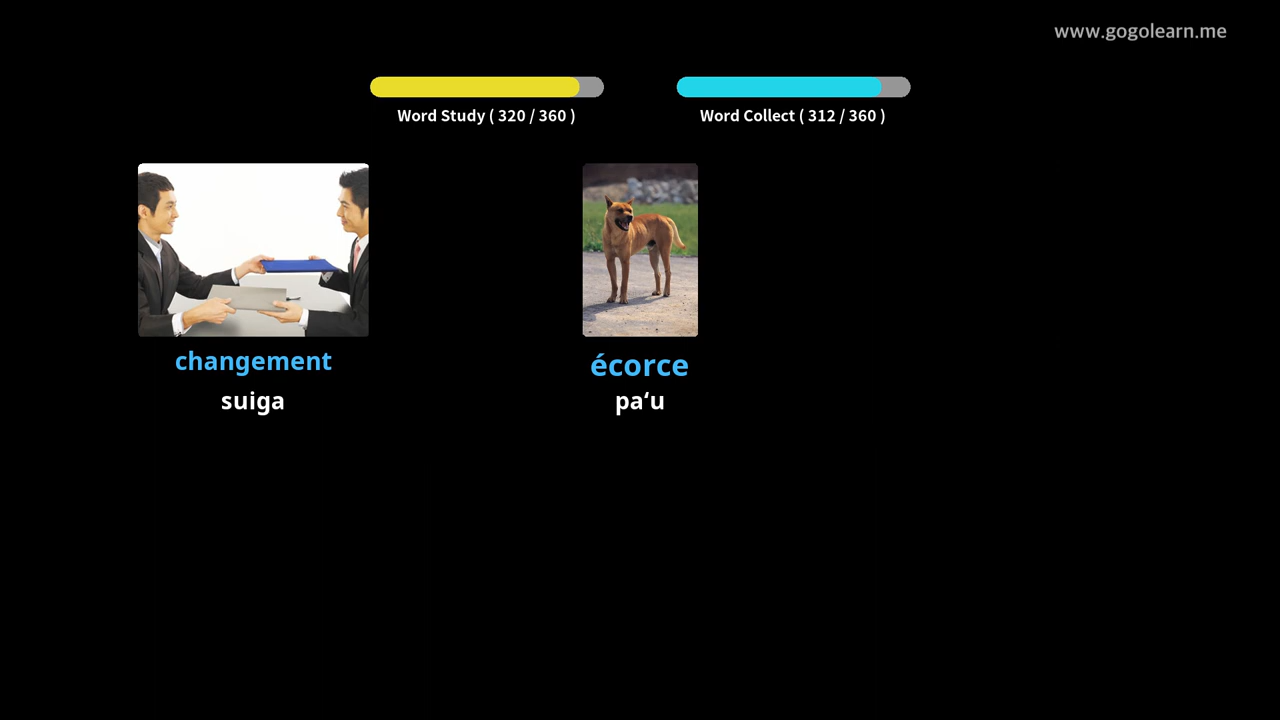 www.gogolearn.me
Word Study ( 320 / 360 )
Word Collect ( 312 / 360 )
changement
suiga
écorce
pa‘u